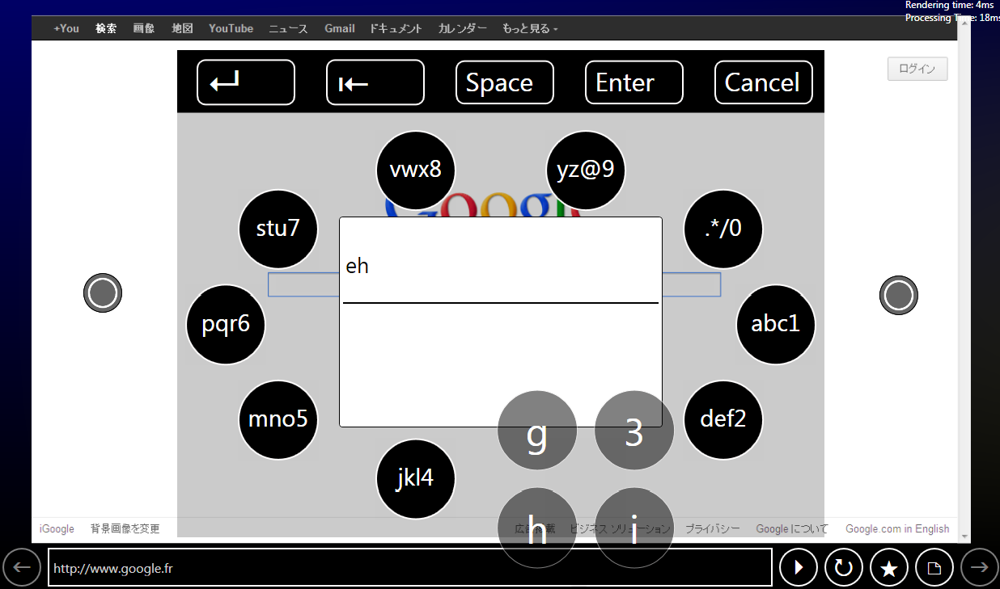 Rendering time: 4ms
Processing Time: 18ms
+You 検索 画像 地図 YouTube ニュース Gmail ドキュメント カレンダー もっと見る
ログイン
Space Enter Cancel
vwx8 yz@9
Google
stu7 .*/0
eh
pqr6 abc1
mno5 def2
g 3
jkl4
h i
iGoogle 背景画像を変更 広告掲載 ビジネス ソリューション プライバシー Google について Google.com in English
http://www.google.fr